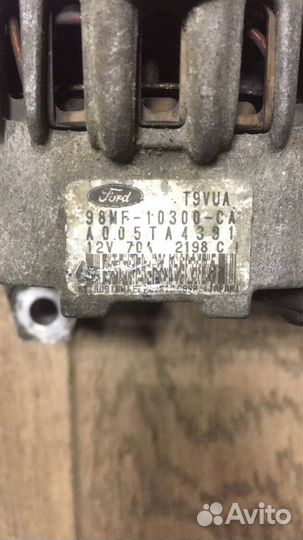 Ford
T9VUA
98MF-10300-CA
A005TA4391
12V 70A 2198 C
(JAPAN)
Avito